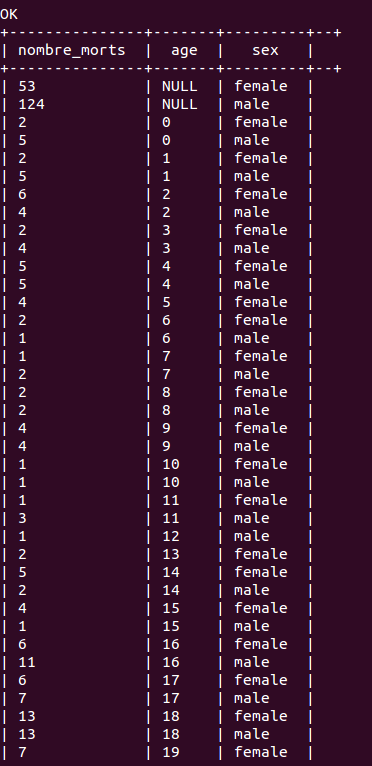 OK
+---------------+-------+---------+--+
| nombre_morts  |  age  |   sex   |
+---------------+-------+---------+--+
| 53            | NULL  | female  |
| 124           | NULL  | male    |
| 2             | 0     | female  |
| 5             | 0     | male    |
| 2             | 1     | female  |
| 5             | 1     | male    |
| 6             | 2     | female  |
| 4             | 2     | male    |
| 2             | 3     | female  |
| 4             | 3     | male    |
| 5             | 4     | female  |
| 5             | 4     | male    |
| 4             | 5     | female  |
| 2             | 6     | female  |
| 1             | 6     | male    |
| 1             | 7     | female  |
| 2             | 7     | male    |
| 2             | 8     | female  |
| 2             | 8     | male    |
| 4             | 9     | female  |
| 4             | 9     | male    |
| 1             | 10    | female  |
| 1             | 10    | male    |
| 1             | 11    | female  |
| 3             | 11    | male    |
| 1             | 12    | male    |
| 2             | 13    | female  |
| 5             | 14    | female  |
| 2             | 14    | male    |
| 4             | 15    | female  |
| 1             | 15    | male    |
| 6             | 16    | female  |
| 11            | 16    | male    |
| 6             | 17    | female  |
| 7             | 17    | male    |
| 13            | 18    | female  |
| 13            | 18    | male    |
| 7             | 19    | female  |